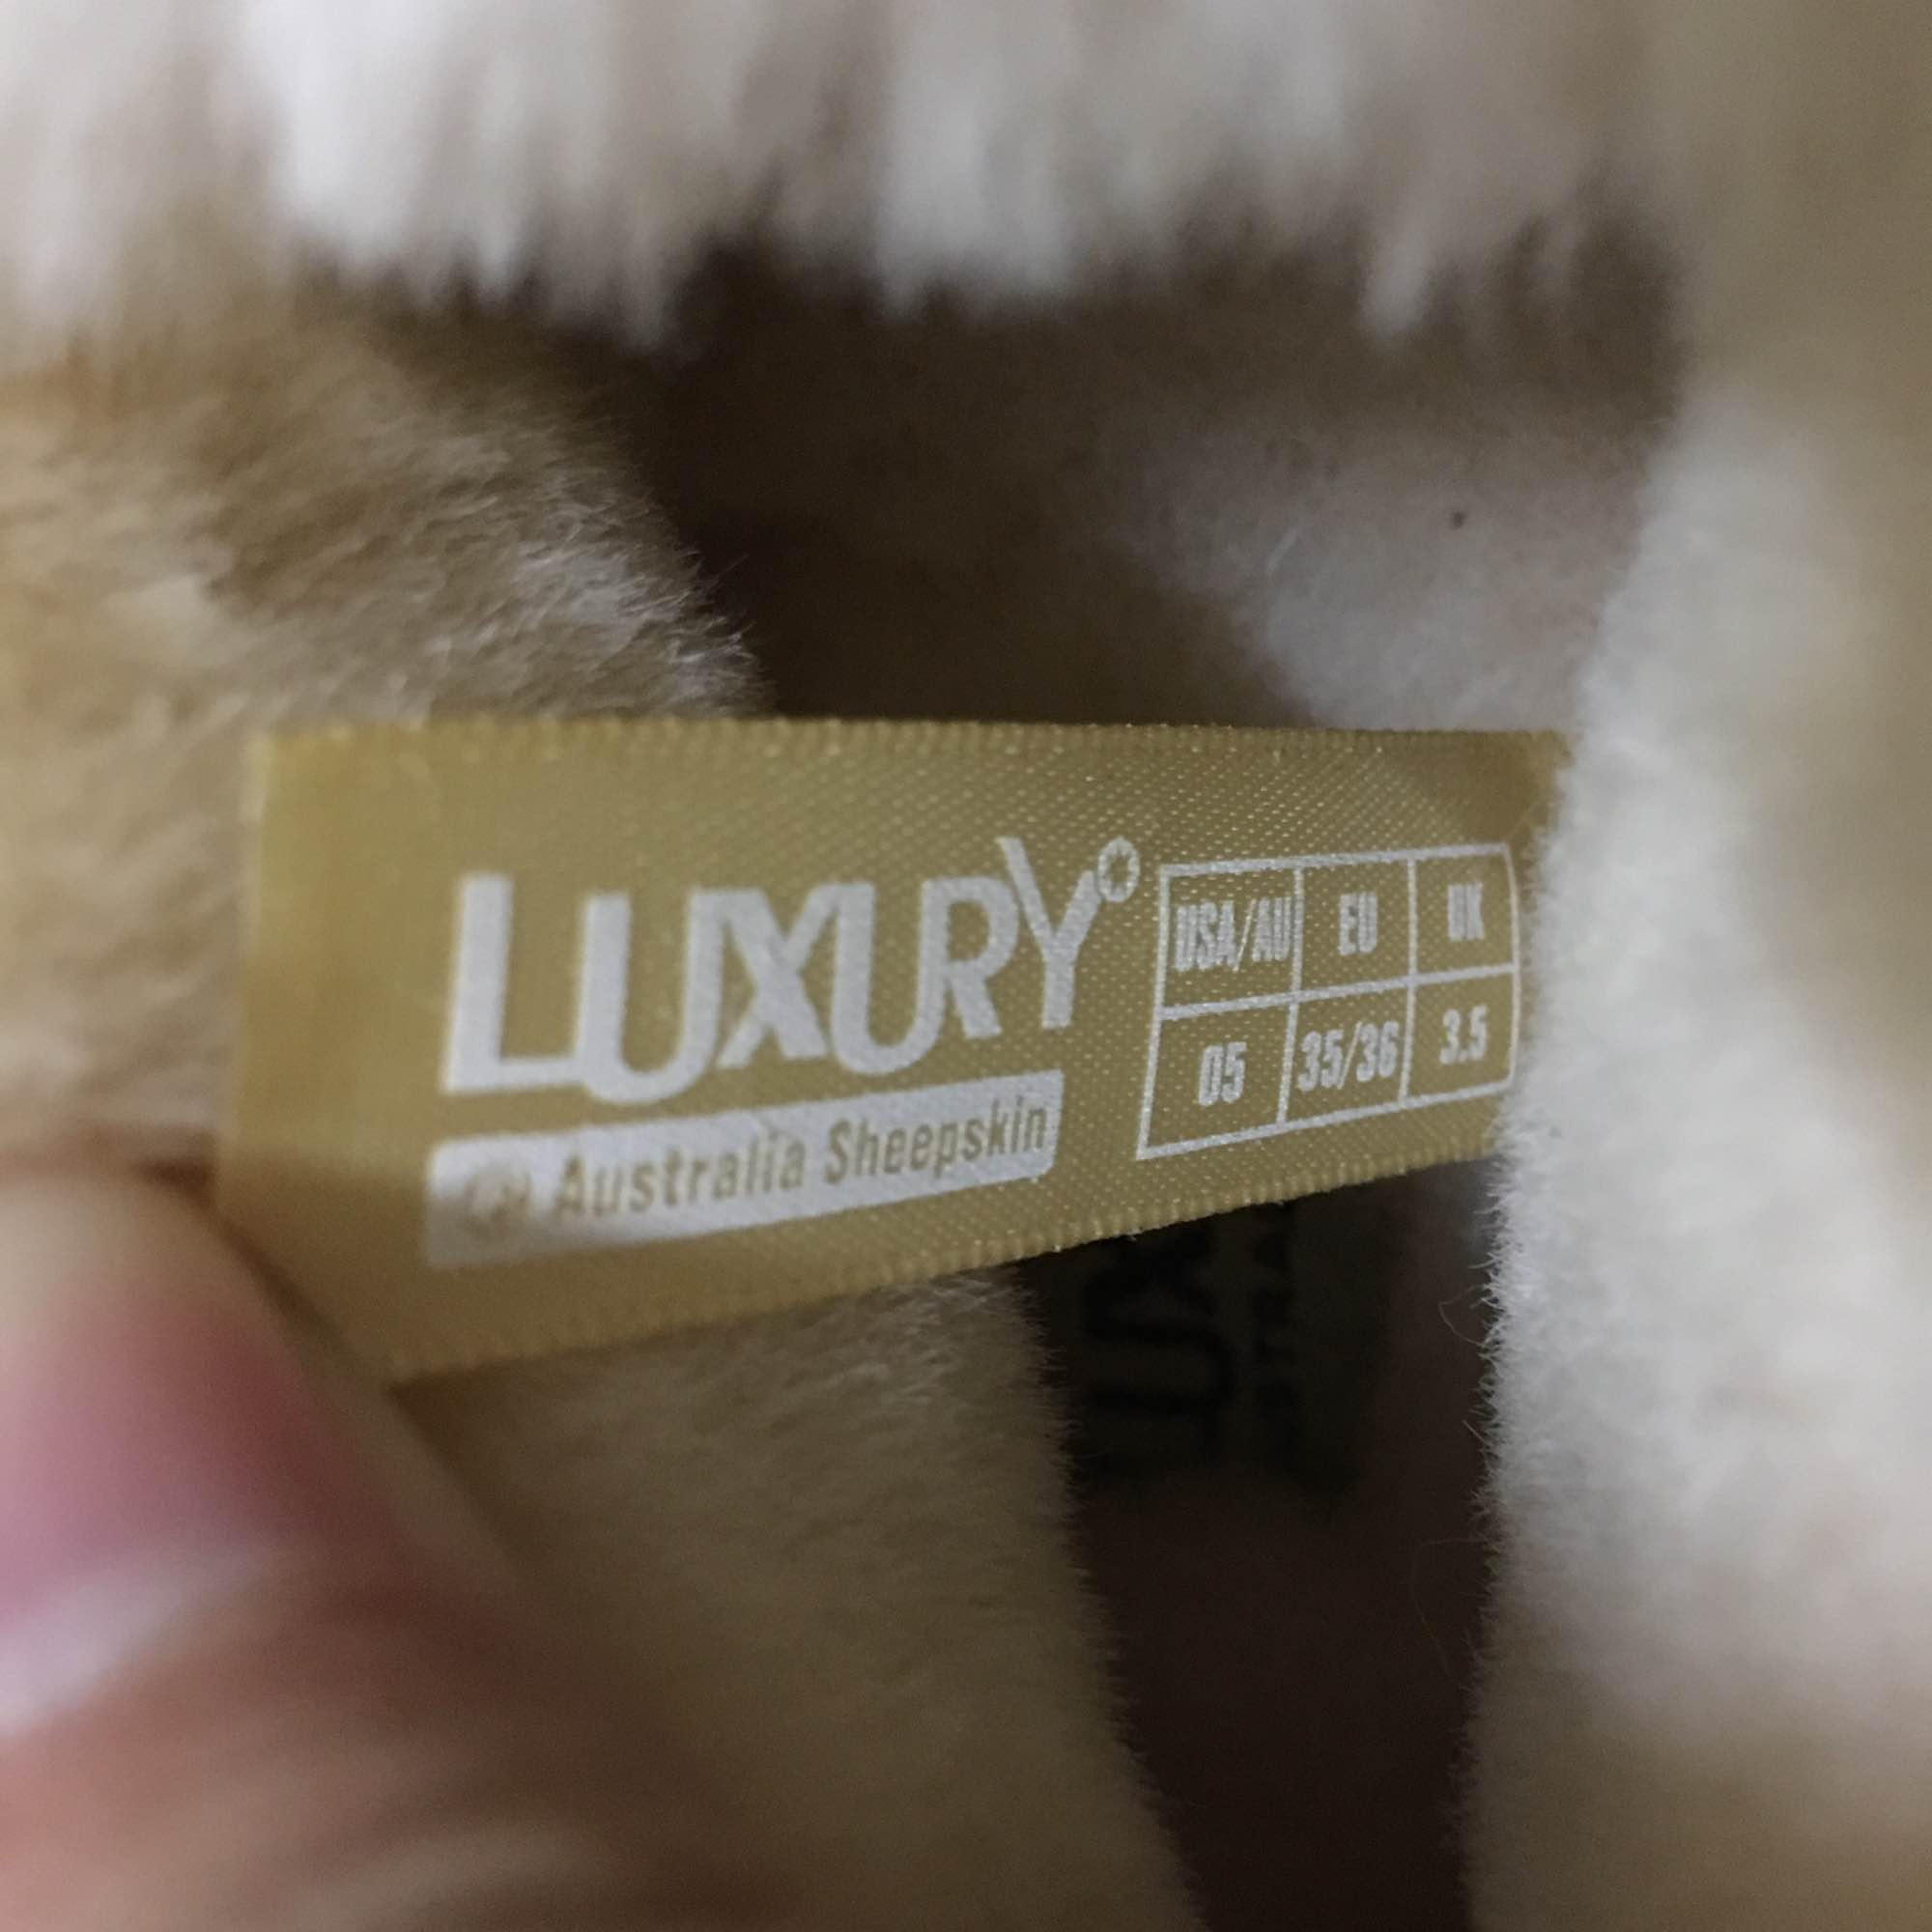 LUXURY
Australia Sheepskin
USA/AU EU UK
05 35/36 3.5